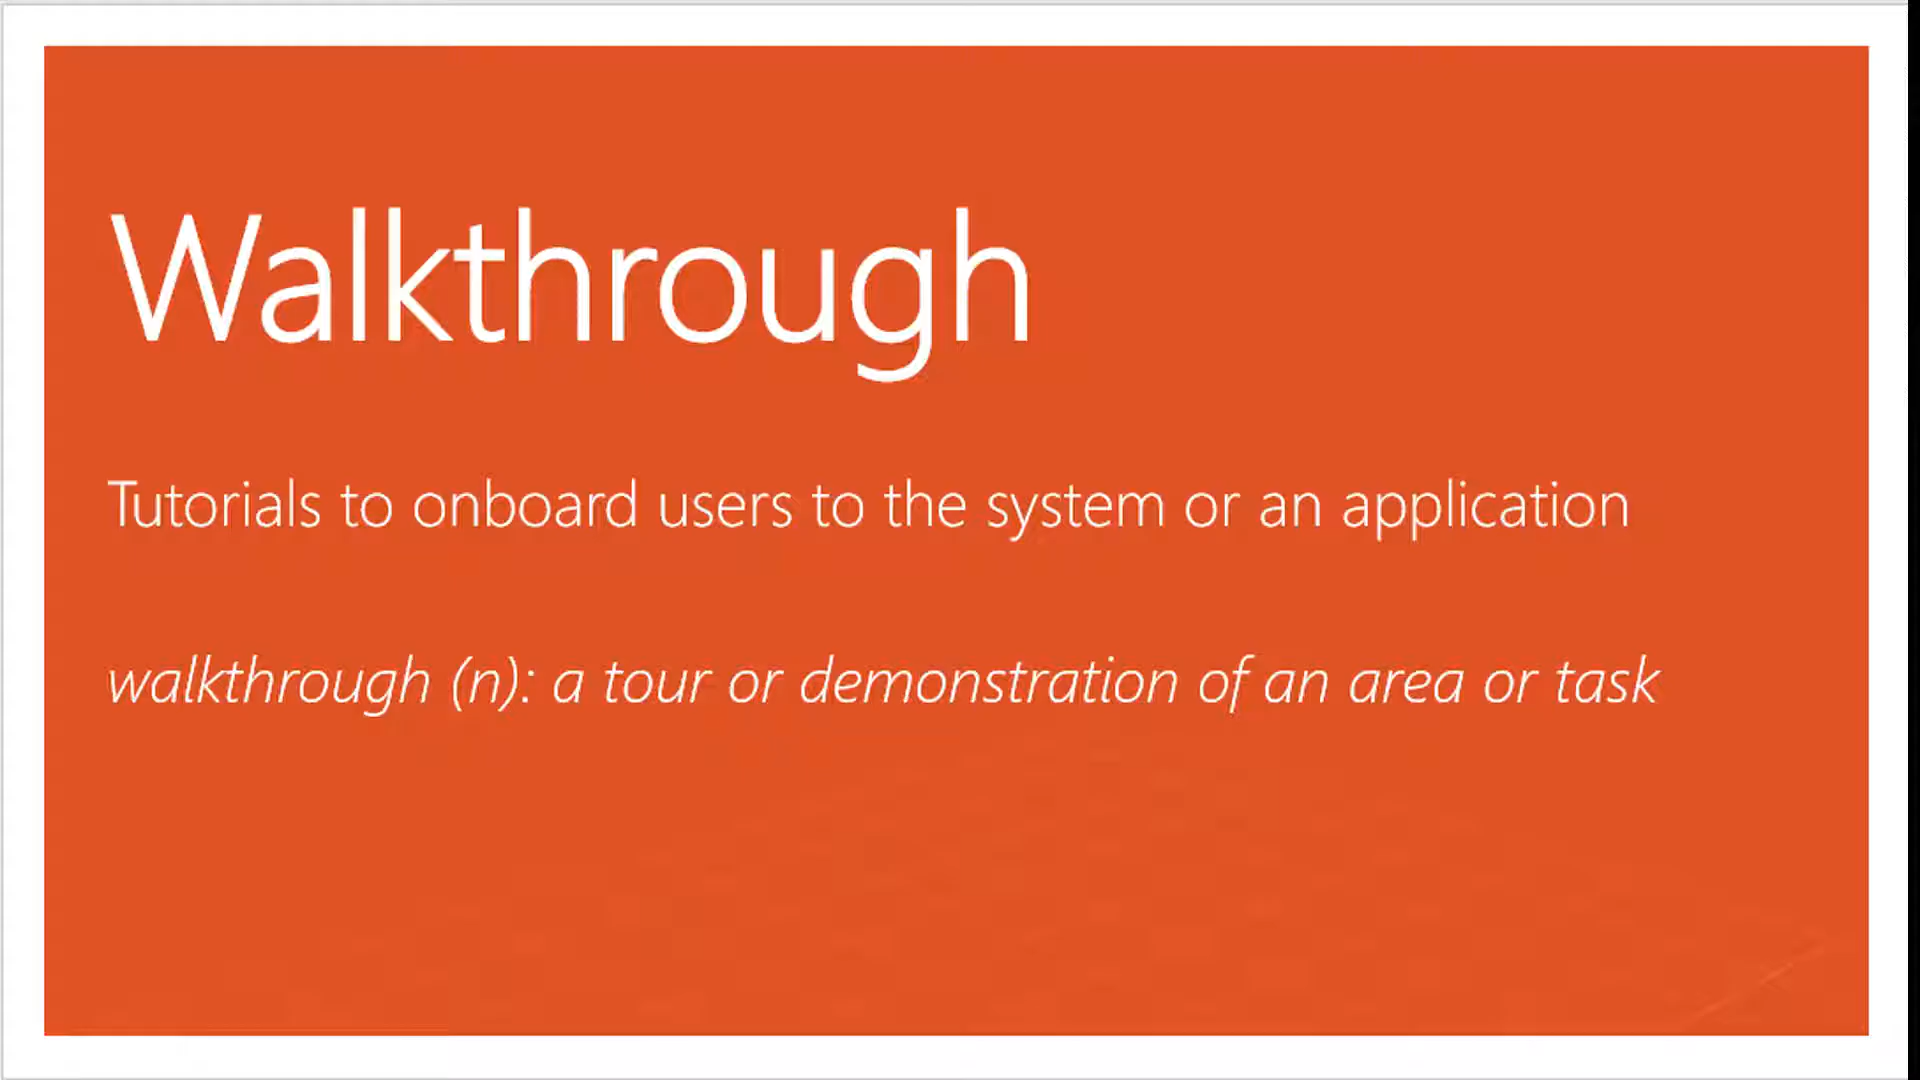 Walkthrough
Tutorials to onboard users to the system or an application
walkthrough (n): a tour or demonstration of an area or task